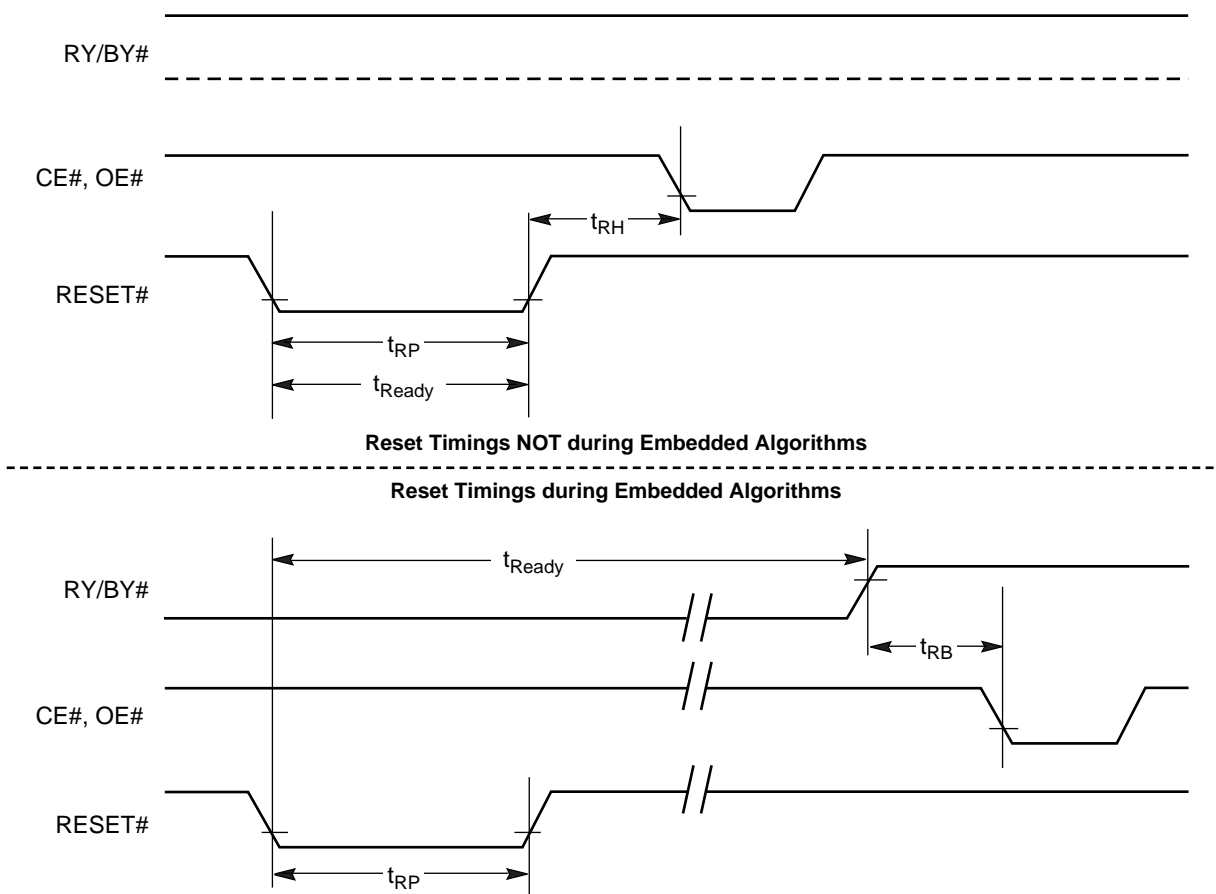 RY/BY#
CE#, OE#
tRH
RESET#
tRP
tReady
Reset Timings NOT during Embedded Algorithms
Reset Timings during Embedded Algorithms
tReady
RY/BY#
tRB
CE#, OE#
RESET#
tRP